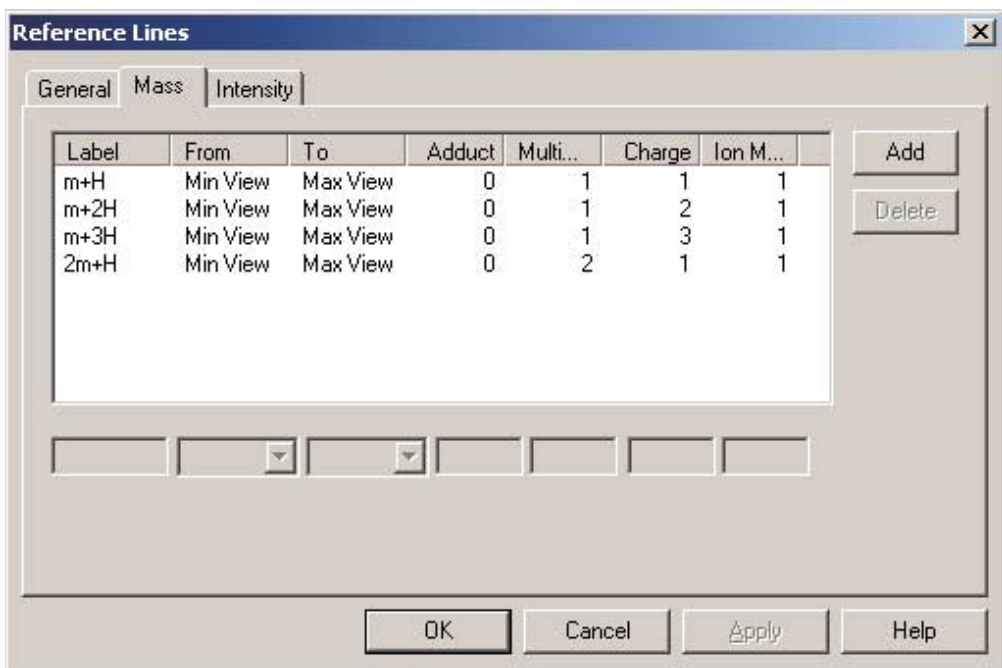 Reference Lines
General Mass Intensity
Label From To Adduct Multi... Charge Ion M...
m+H Min View Max View 0 1 1 1
m+2H Min View Max View 0 1 2 1
m+3H Min View Max View 0 1 3 1
2m+H Min View Max View 0 2 1 1
Add
Delete
OK Cancel Apply Help